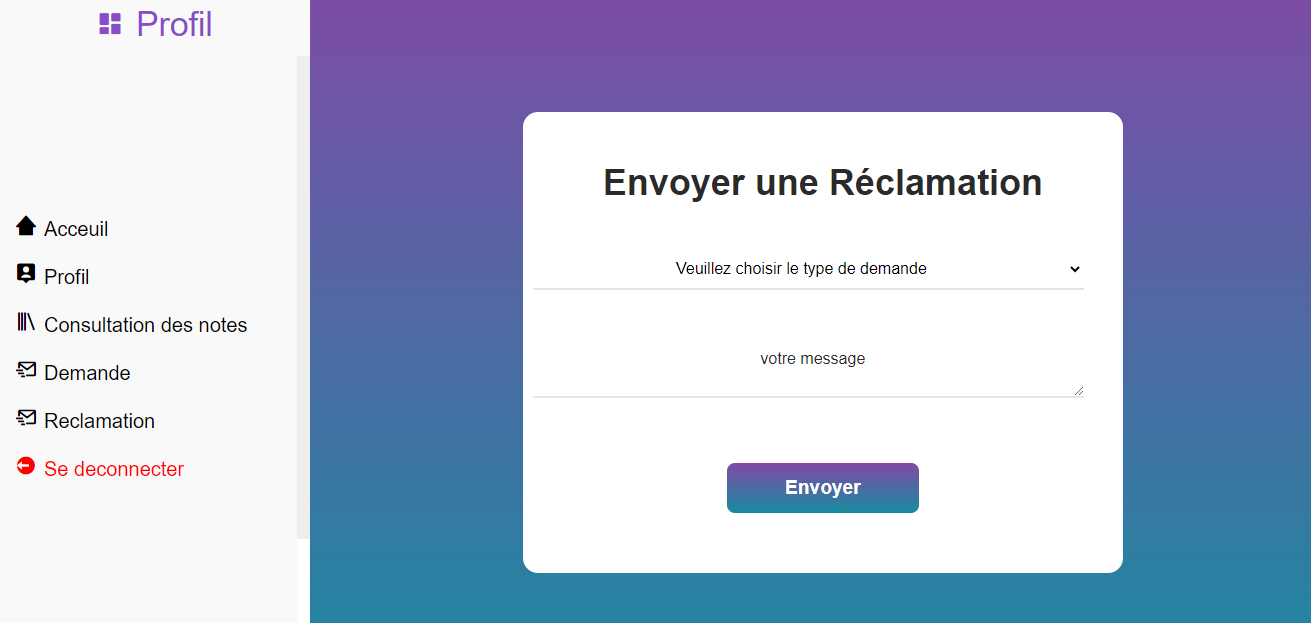 Profil
Acceuil
Profil
Consultation des notes
Demande
Reclamation
Se deconnecter
Envoyer une Réclamation
Veuillez choisir le type de demande
votre message
Envoyer